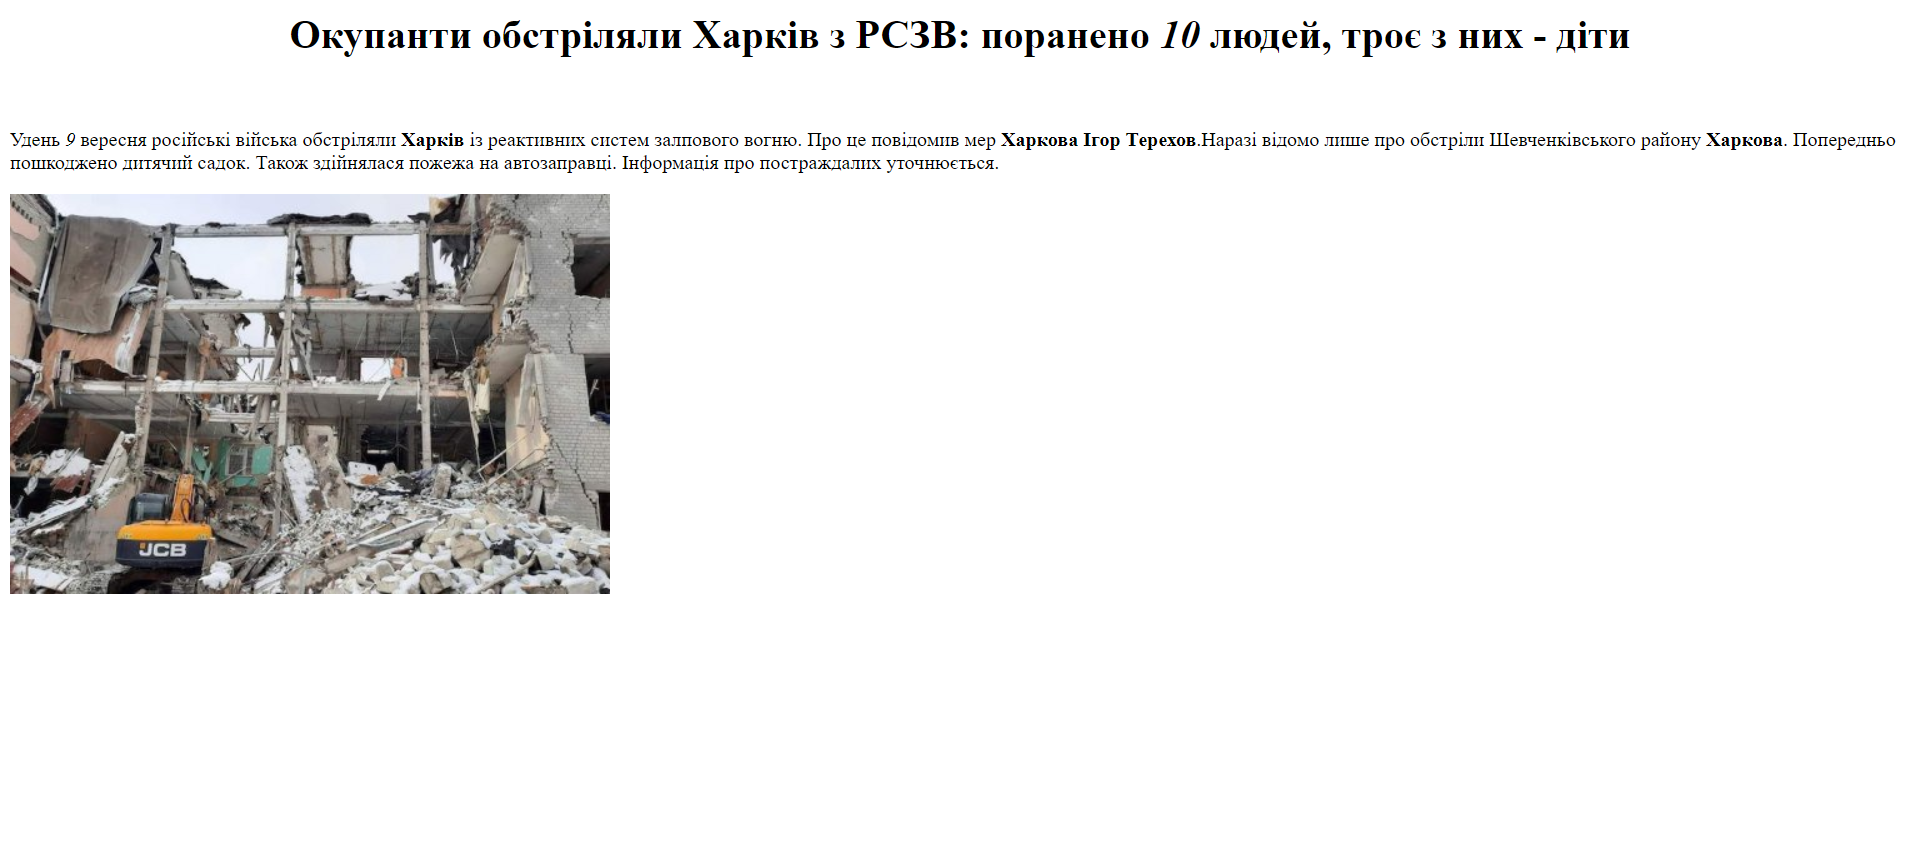 Окупанти обстріляли Харків з РСЗВ: поранено 10 людей, троє з них - діти
Удень 9 вересня російські війська обстріляли Харків із реактивних систем залпового вогню. Про це повідомив мер Харкова Ігор Терехов.Наразі відомо лише про обстріли Шевченківського району Харкова. Попередньо
пошкоджено дитячий садок. Також здійнялася пожежа на автозаправці. Інформація про постраждалих уточнюється.
JCB